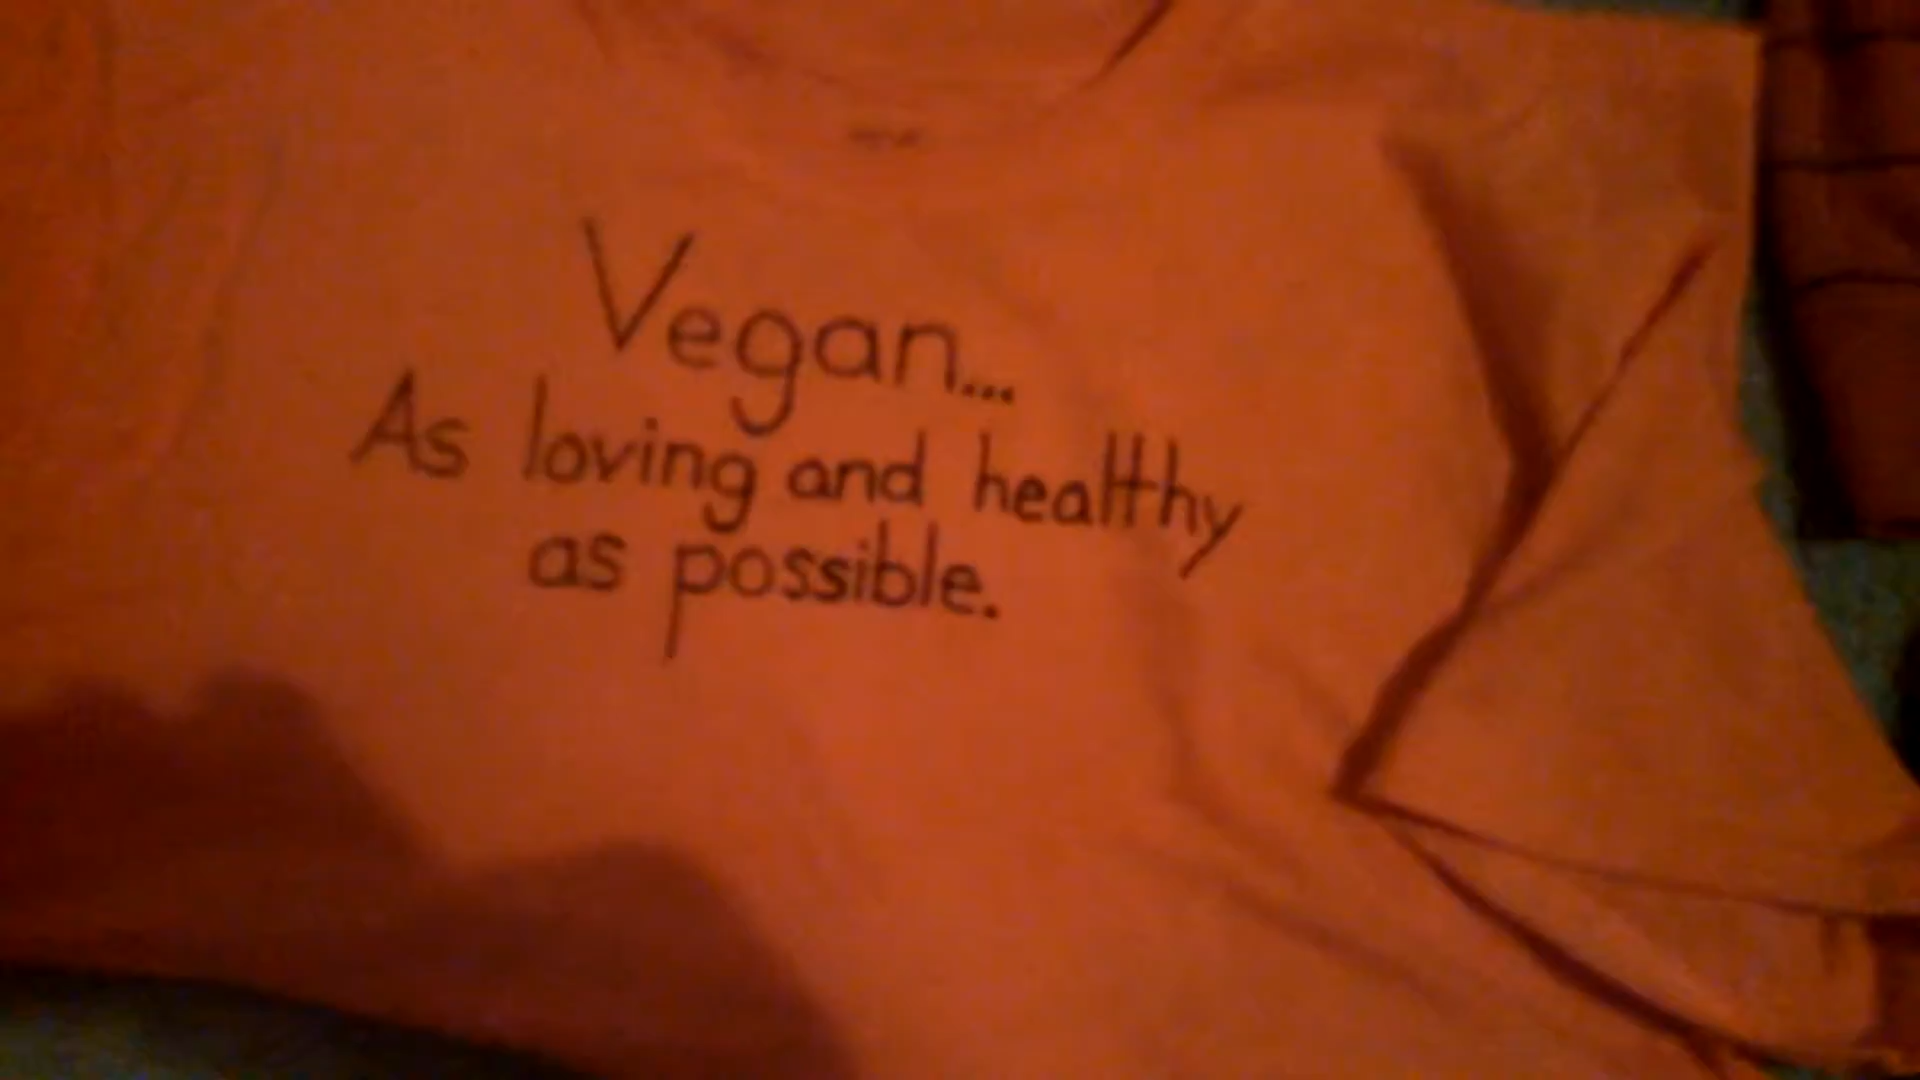 Vegan...
As loving and healthy
as possible.